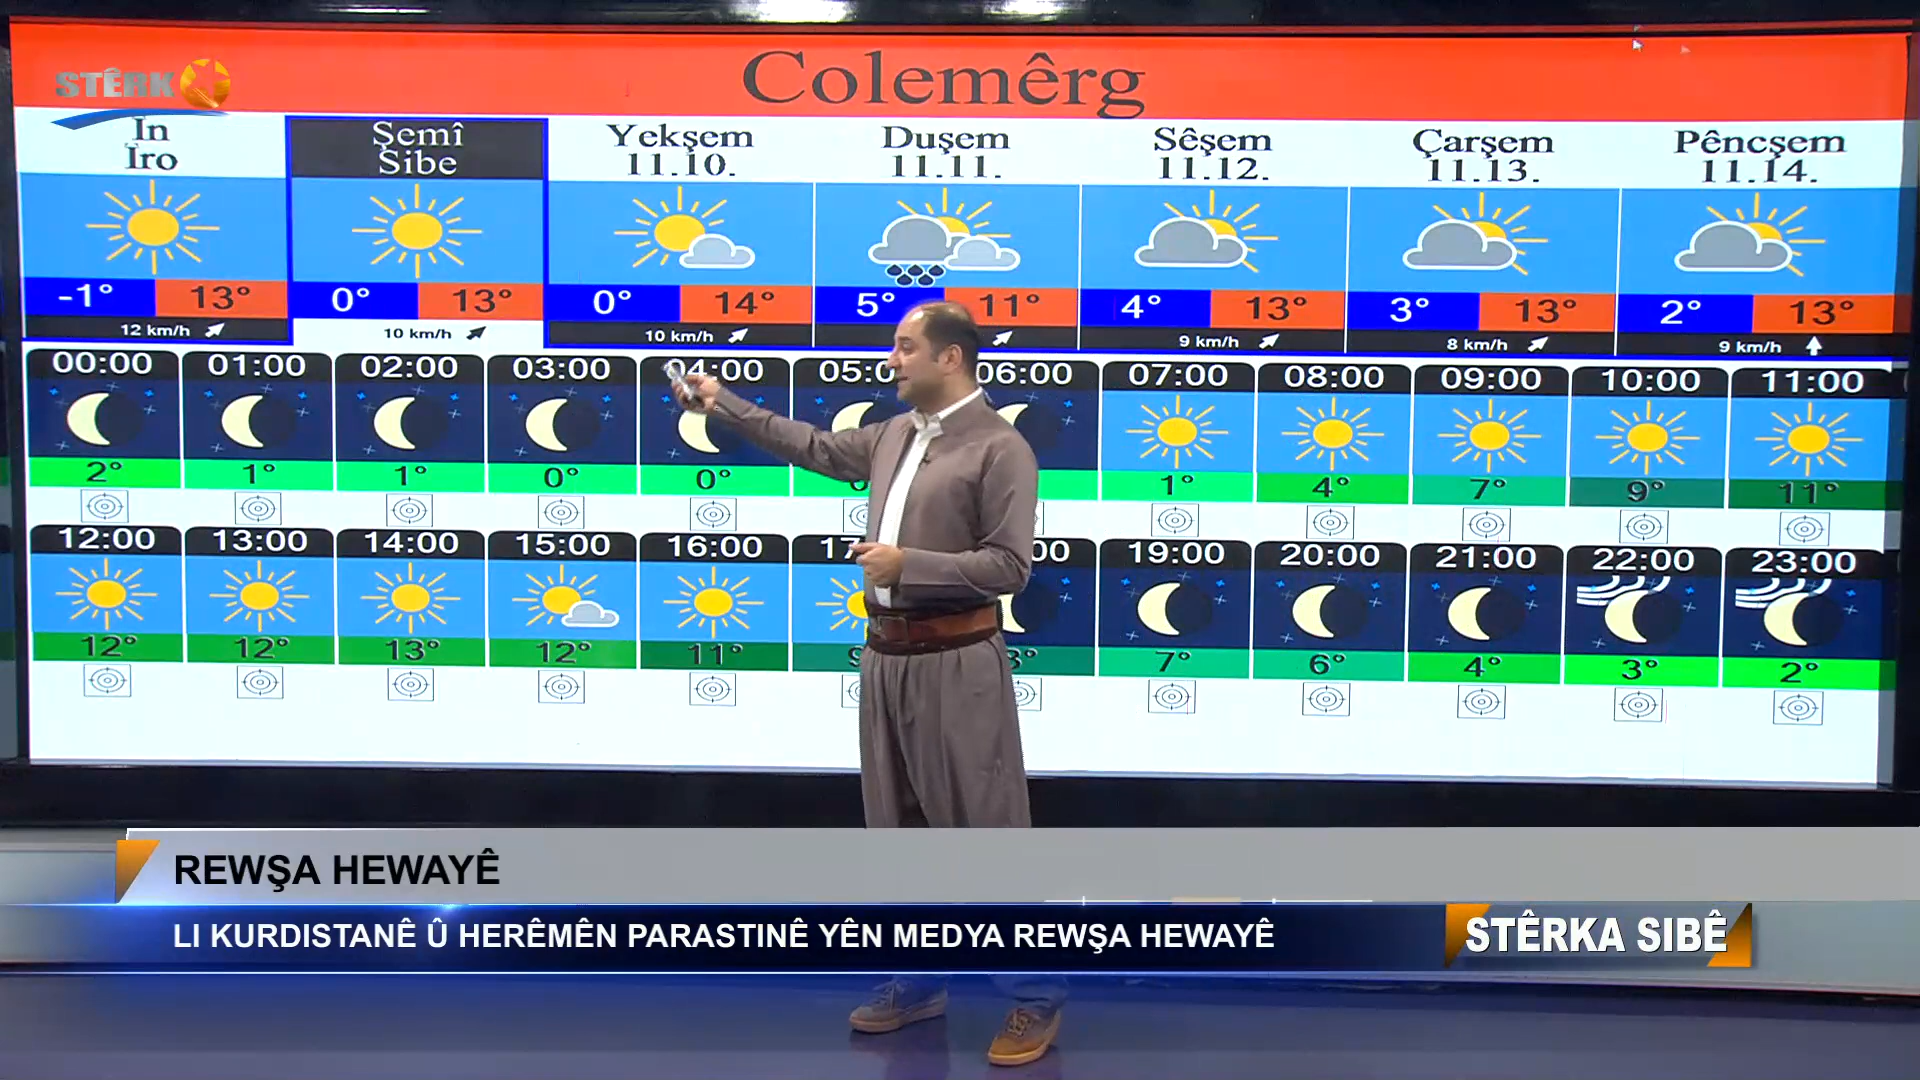 Colemêrg
STÊRK
În
Îro
Şemî
Sibe
Yekşem
11.10.
Duşem
11.11.
Sêşem
11.12.
Çarşem
11.13.
Pêncşem
11.14.
-1° 13° 0° 13° 0° 14° 5° 11° 4° 13° 3° 13° 2° 13°
12 km/h 10 km/h 10 km/h 9 km/h 8 km/h 9 km/h
00:00 01:00 02:00 03:00 04:00 06:00 07:00 08:00 09:00 10:00 11:00
2° 1° 1° 0° 0° 1° 4° 7° 9° 11°
12:00 13:00 14:00 15:00 16:00 19:00 20:00 21:00 22:00 23:00
12° 12° 13° 12° 11° 7° 6° 4° 3° 2°
REWŞA HEWAYÊ
LI KURDISTANÊ Û HERÊMÊN PARASTINÊ YÊN MEDYA REWŞA HEWAYÊ
STÊRKA SIBÊ